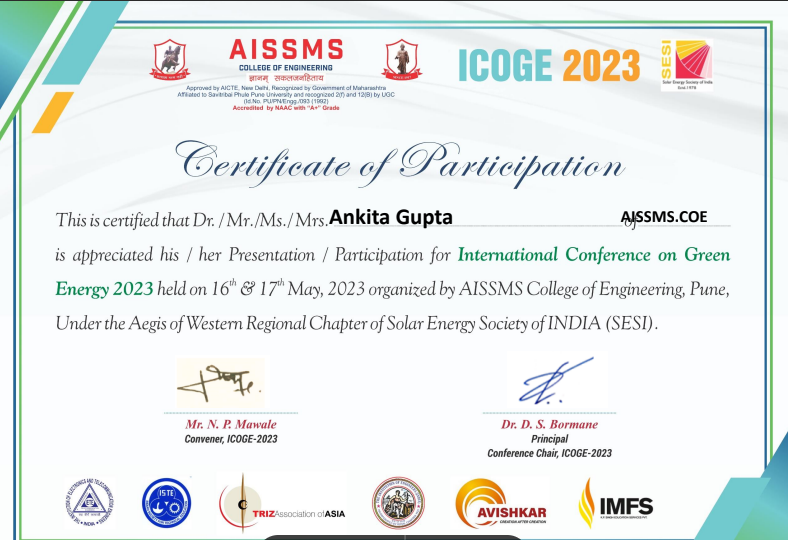 AISSMS
COLLEGE OF ENGINEERING
ज्ञानम् सकलजनहिताय
Approved by AICTE, New Delhi, Recognized by Government of Maharashtra
Affiliated to Savitribai Phule Pune University and recognized 2(f) and 12(B) by UGC
(Id.No. PU/PN/Engg./093 (1992)
Accredited by NAAC with "A+" Grade
ICOGE 2023
SESI
Solar Energy Society of India
Certificate of Participation
This is certified that Dr. / Mr./Ms./ Mrs. Ankita Gupta of AISSMS.COE
is appreciated his / her Presentation / Participation for International Conference on Green
Energy 2023 held on 16th & 17th May, 2023 organized by AISSMS College of Engineering, Pune,
Under the Aegis of Western Regional Chapter of Solar Energy Society of INDIA (SESI).
Mr. N. P. Mawale
Convener, ICOGE-2023
Dr. D. S. Bormane
Principal
Conference Chair, ICOGE-2023
ISTE
TRIZ Association of ASIA
AVISHKAR
CREATION AFTER CREATION
IMFS